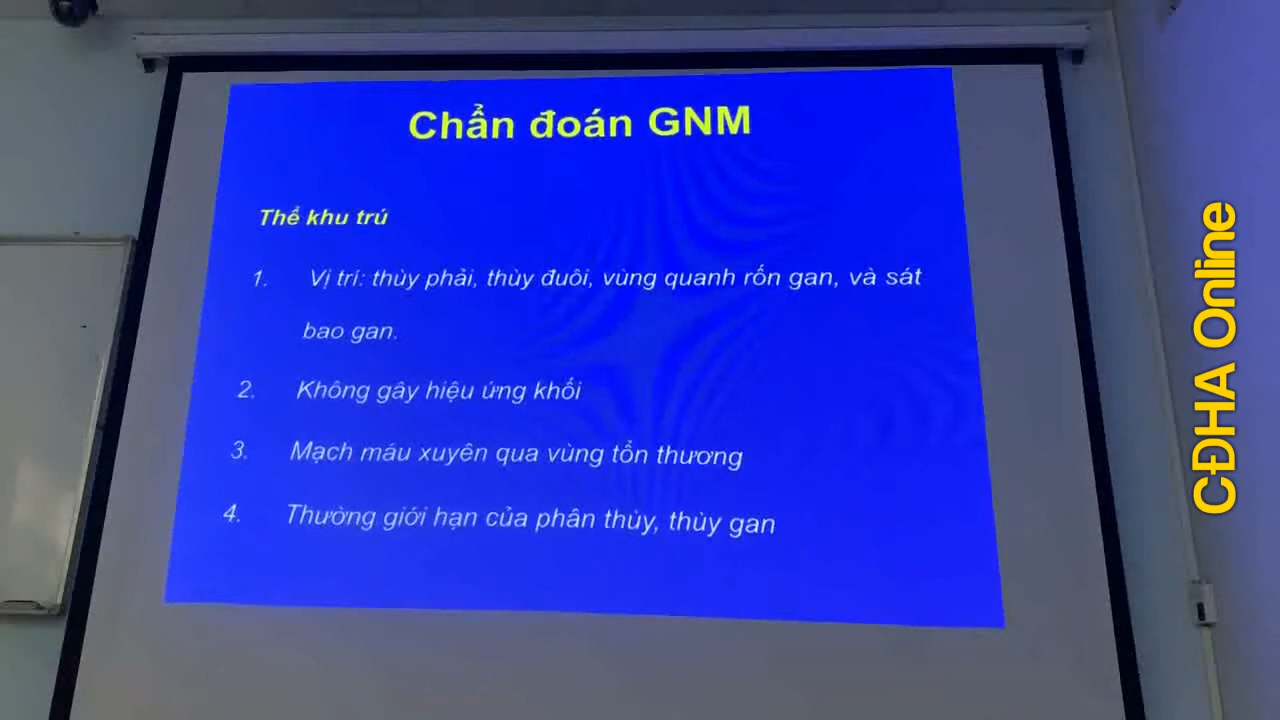 Chẩn đoán GNM
Thể khu trú
1. Vị trí: thùy phải, thùy đuôi, vùng quanh rốn gan, và sát
bao gan.
2. Không gây hiệu ứng khối
3. Mạch máu xuyên qua vùng tổn thương
4. Thường giới hạn của phân thùy, thùy gan
CĐHA Online